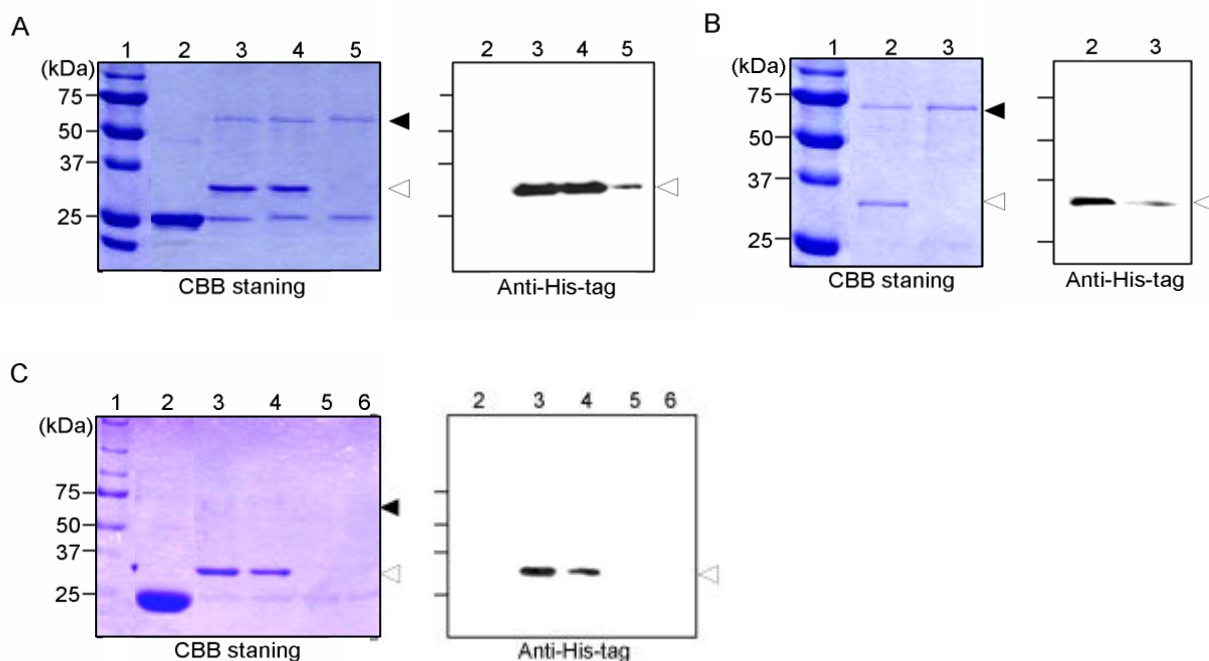 A
1 2 3 4 5
(kDa)
75
50
37
25
CBB staning
2 3 4 5
Anti-His-tag
B
1 2 3
(kDa)
75
50
37
25
CBB staning
2 3
Anti-His-tag
C
1 2 3 4 5 6
(kDa)
75
50
37
25
CBB staning
2 3 4 5 6
Anti-His-tag